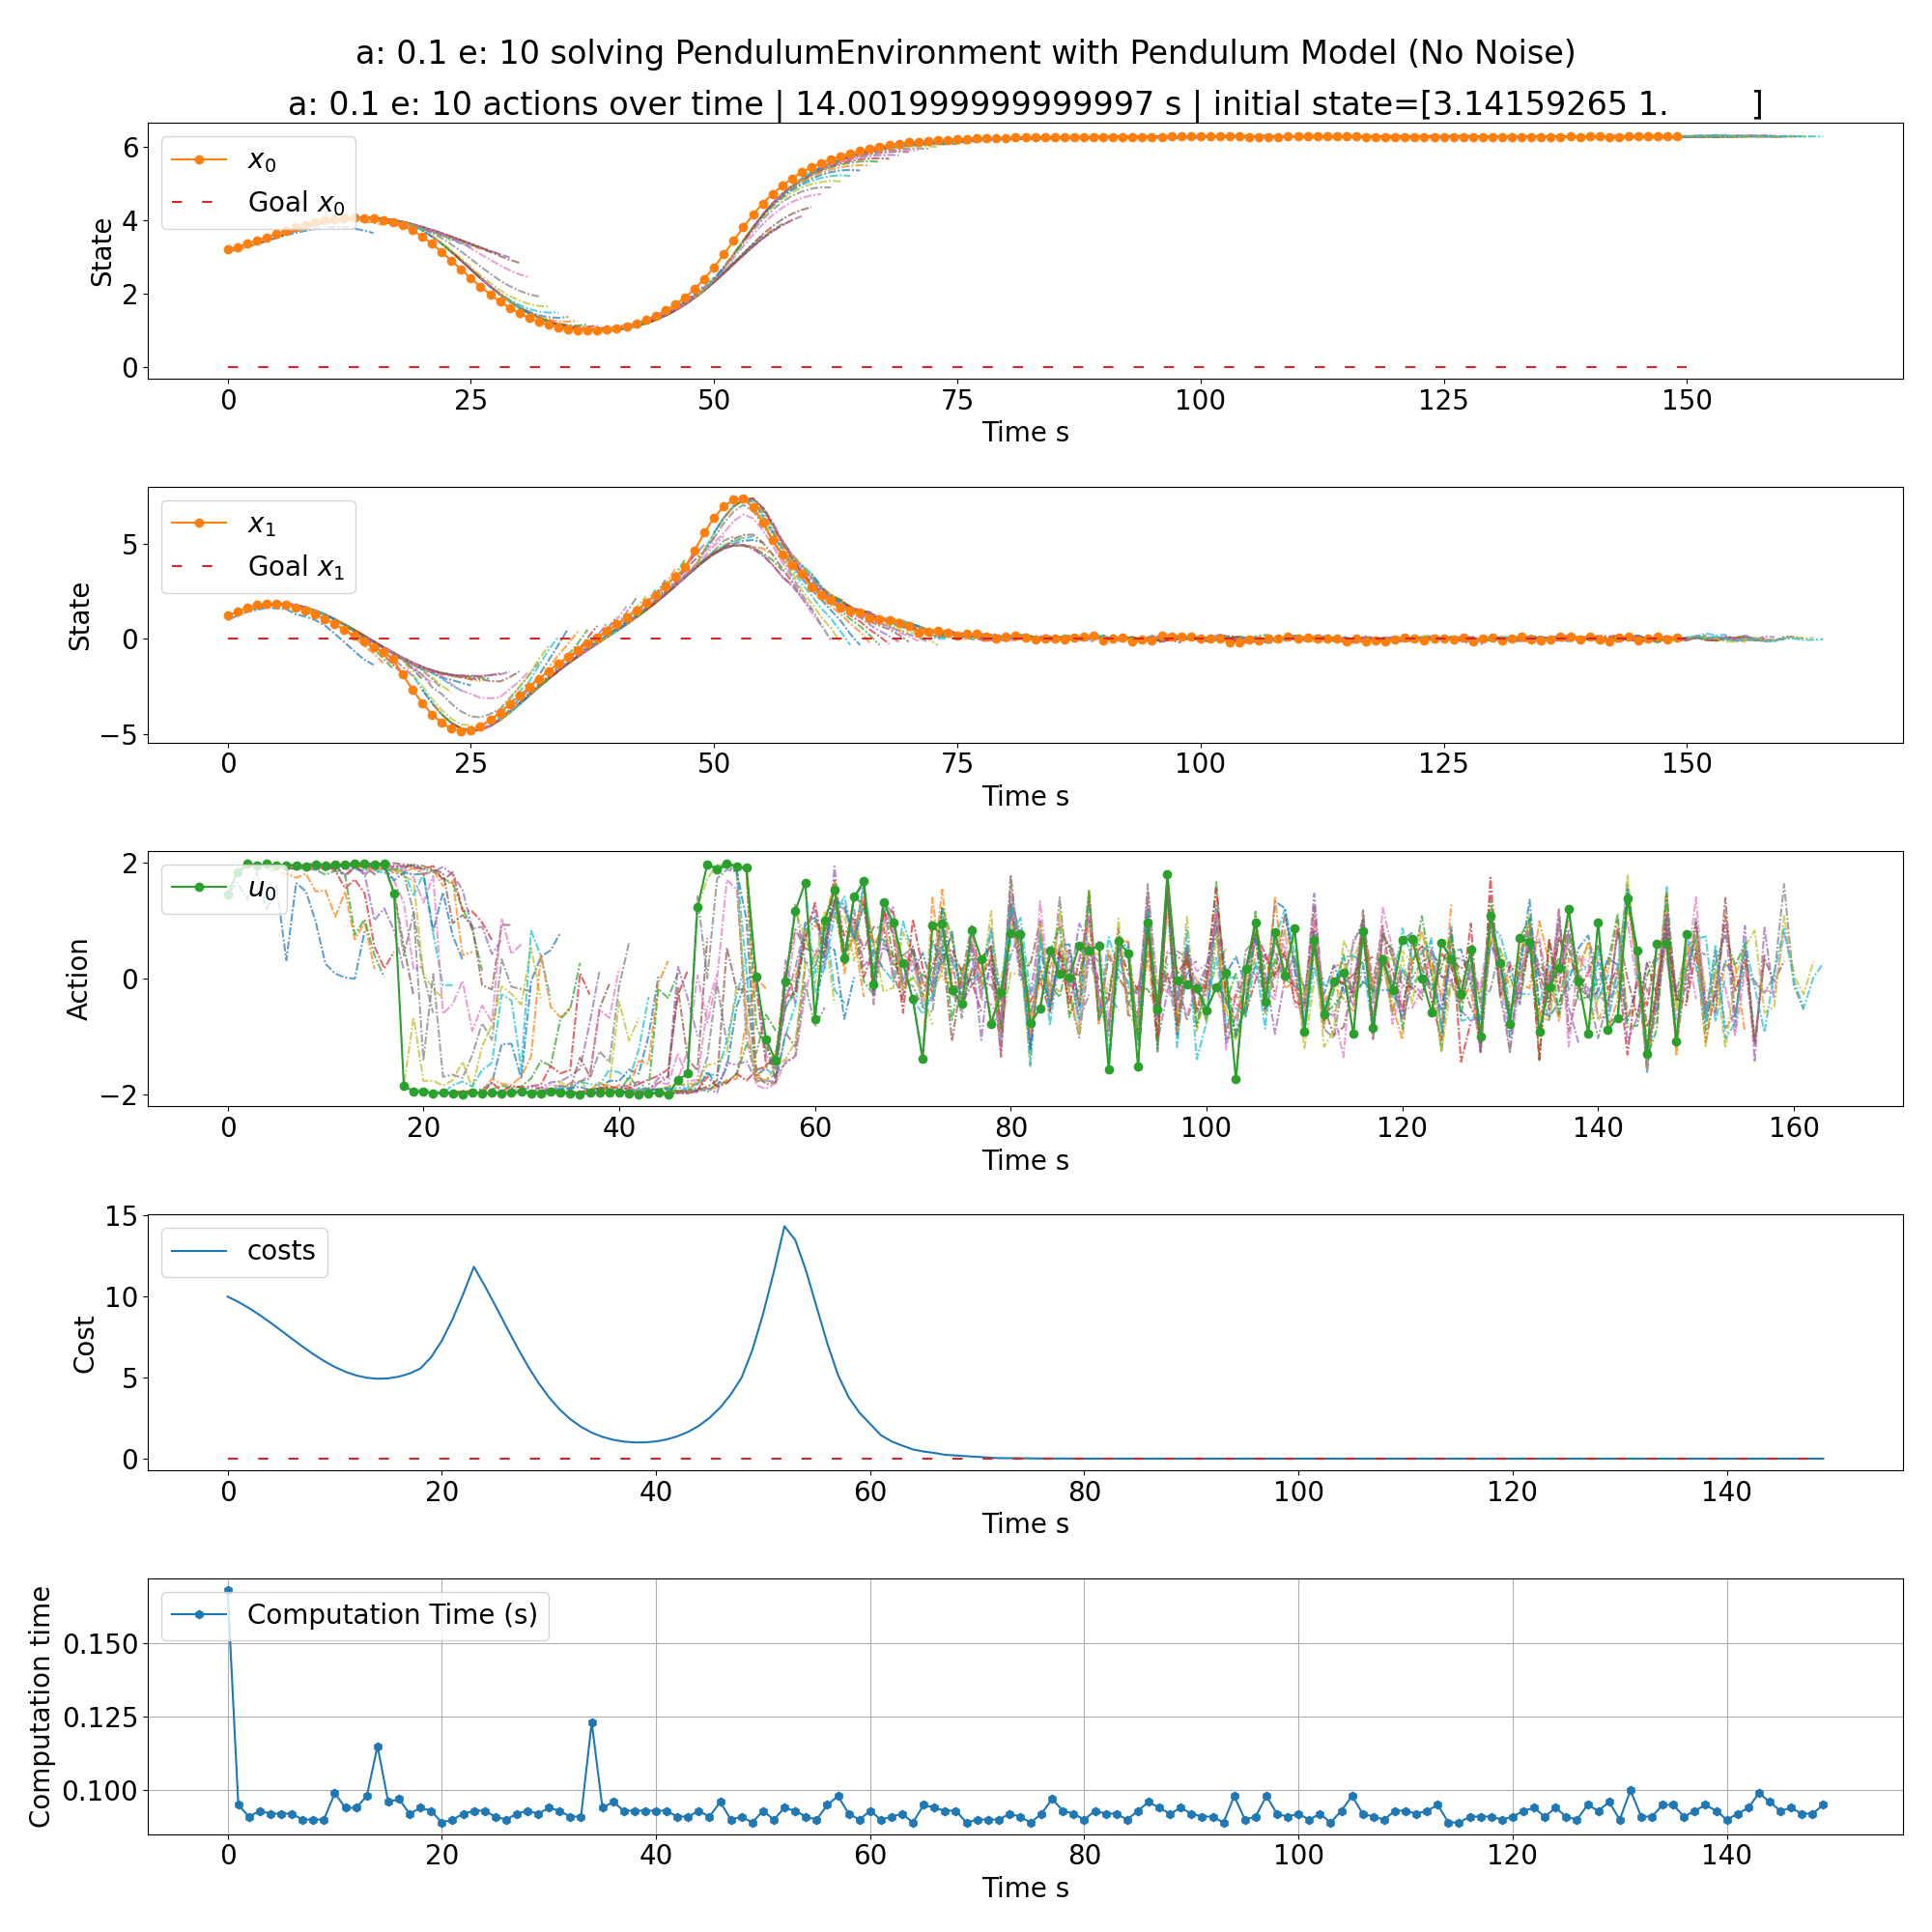 a: 0.1 e: 10 solving PendulumEnvironment with Pendulum Model (No Noise)
a: 0.1 e: 10 actions over time | 14.001999999999997 s | initial state=[3.14159265 1.         ]
x₀
Goal x₀
State
6
4
2
0
0 25 50 75 100 125 150
Time s
x₁
Goal x₁
State
5
0
−5
0 25 50 75 100 125 150
Time s
u₀
Action
2
0
−2
0 20 40 60 80 100 120 140 160
Time s
costs
Cost
15
10
5
0
0 20 40 60 80 100 120 140
Time s
Computation Time (s)
Computation time
0.150
0.125
0.100
0 20 40 60 80 100 120 140
Time s